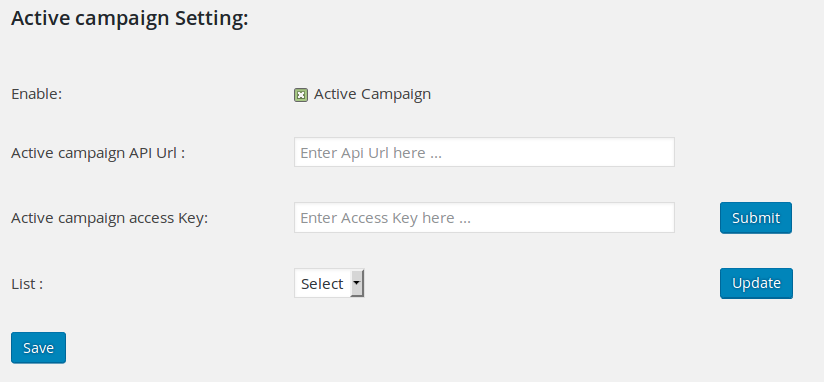 Active campaign Setting:
Enable: Active Campaign
Active campaign API Url : Enter Api Url here ...
Active campaign access Key: Enter Access Key here ... Submit
List : Select Update
Save